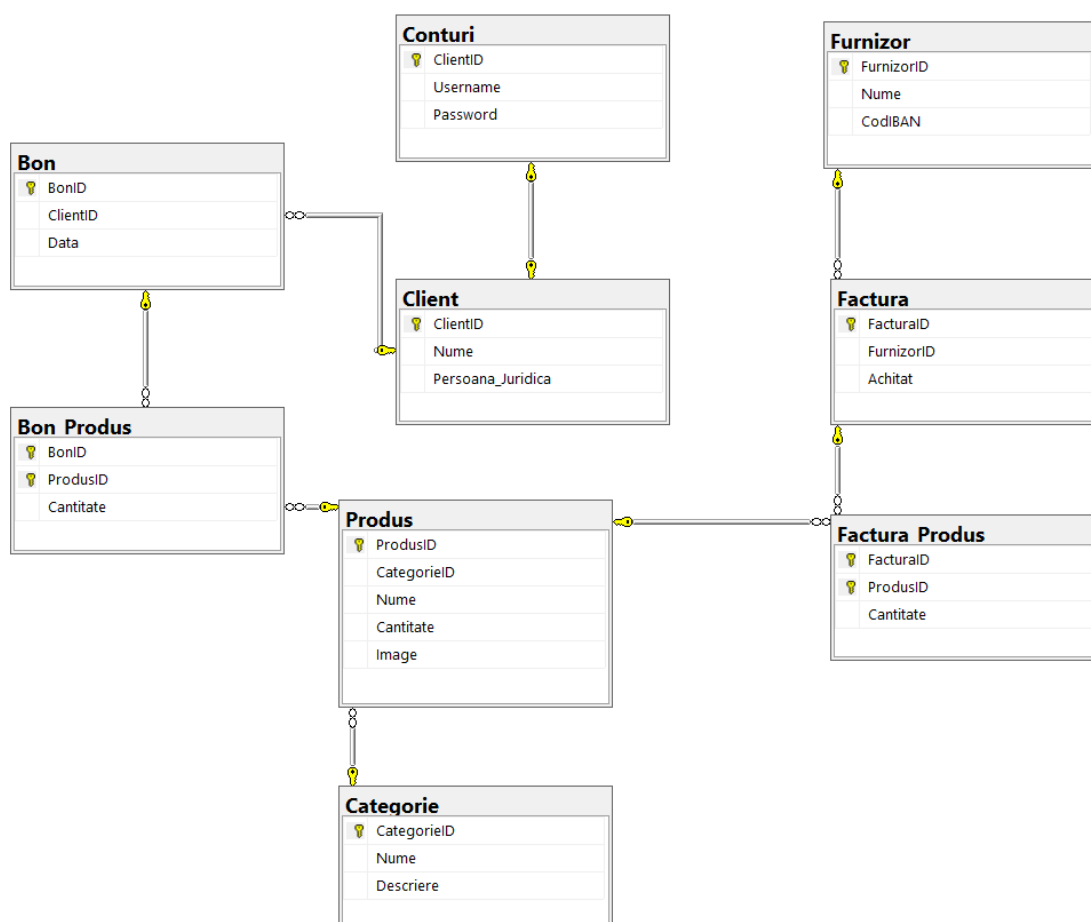 Conturi
ClientID
Username
Password
Furnizor
FurnizorID
Nume
CodIBAN
Bon
BonID
ClientID
Data
Client
ClientID
Nume
Persoana_Juridica
Factura
FacturaID
FurnizorID
Achitat
Bon_Produs
BonID
ProdusID
Cantitate
Produs
ProdusID
CategorieID
Nume
Cantitate
Image
Factura_Produs
FacturaID
ProdusID
Cantitate
Categorie
CategorieID
Nume
Descriere